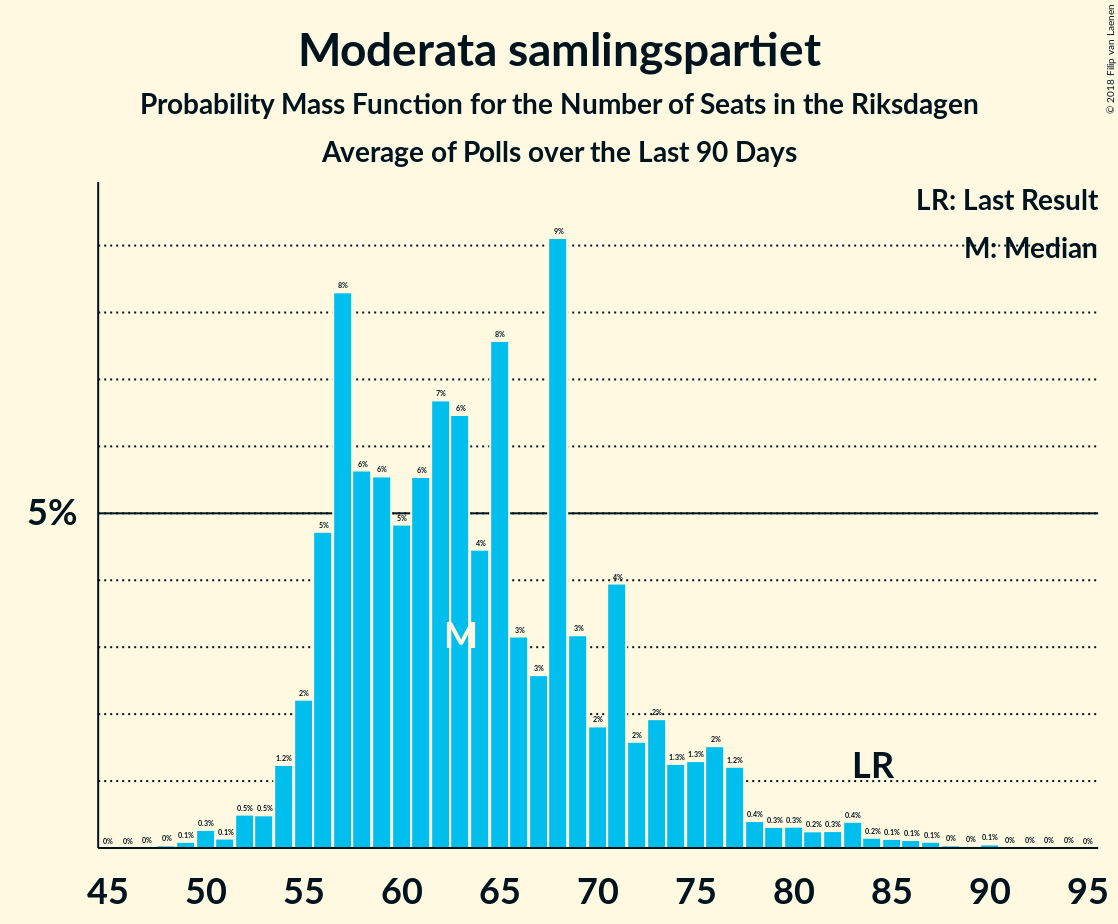 Moderata samlingspartiet
Probability Mass Function for the Number of Seats in the Riksdagen
Average of Polls over the Last 90 Days
© 2018 Filip van Laenen
LR: Last Result
M: Median
5%
0% 0% 0% 0% 0.1% 0.3% 0.1% 0.5% 0.5% 1.2% 2% 5% 8% 6% 6% 5% 6% 7% 6% 4% 8% 3% 3% 9% 3% 2% 4% 2% 2% 1.3% 1.3% 2% 1.2% 0.4% 0.3% 0.3% 0.2% 0.3% 0.4% 0.2% 0.1% 0.1% 0.1% 0% 0% 0.1% 0% 0% 0% 0% 0%
M
LR
45 50 55 60 65 70 75 80 85 90 95